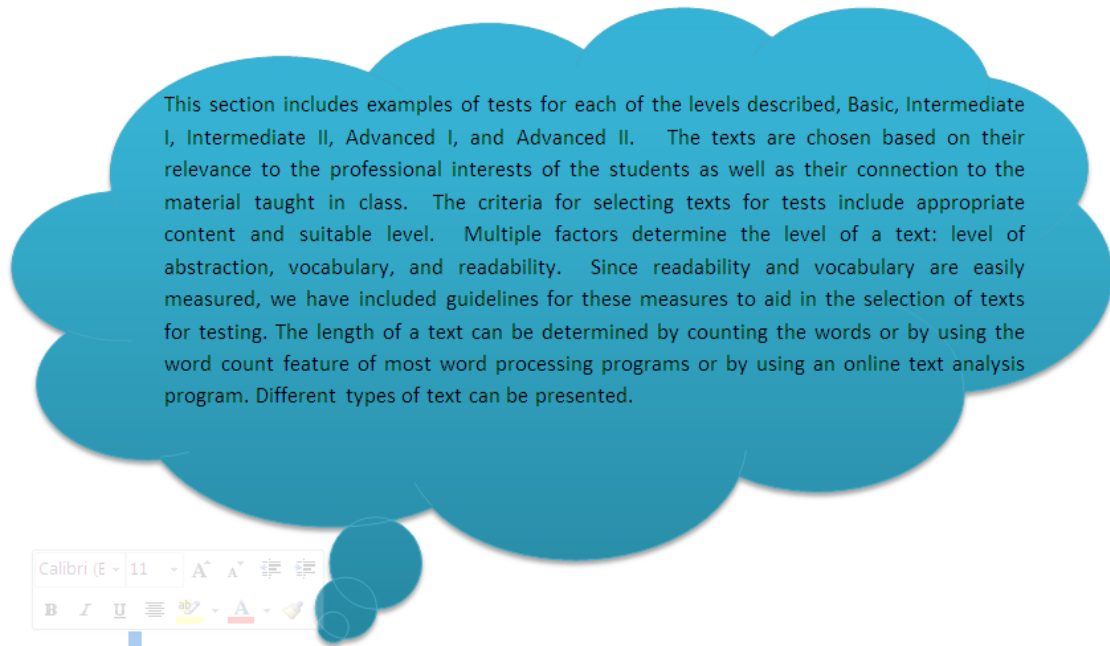 This section includes examples of tests for each of the levels described, Basic, Intermediate
I, Intermediate II, Advanced I, and Advanced II. The texts are chosen based on their
relevance to the professional interests of the students as well as their connection to the
material taught in class. The criteria for selecting texts for tests include appropriate
content and suitable level. Multiple factors determine the level of a text: level of
abstraction, vocabulary, and readability. Since readability and vocabulary are easily
measured, we have included guidelines for these measures to aid in the selection of texts
for testing. The length of a text can be determined by counting the words or by using the
word count feature of most word processing programs or by using an online text analysis
program. Different types of text can be presented.
Calibri (E 11 A A
B I U ab A